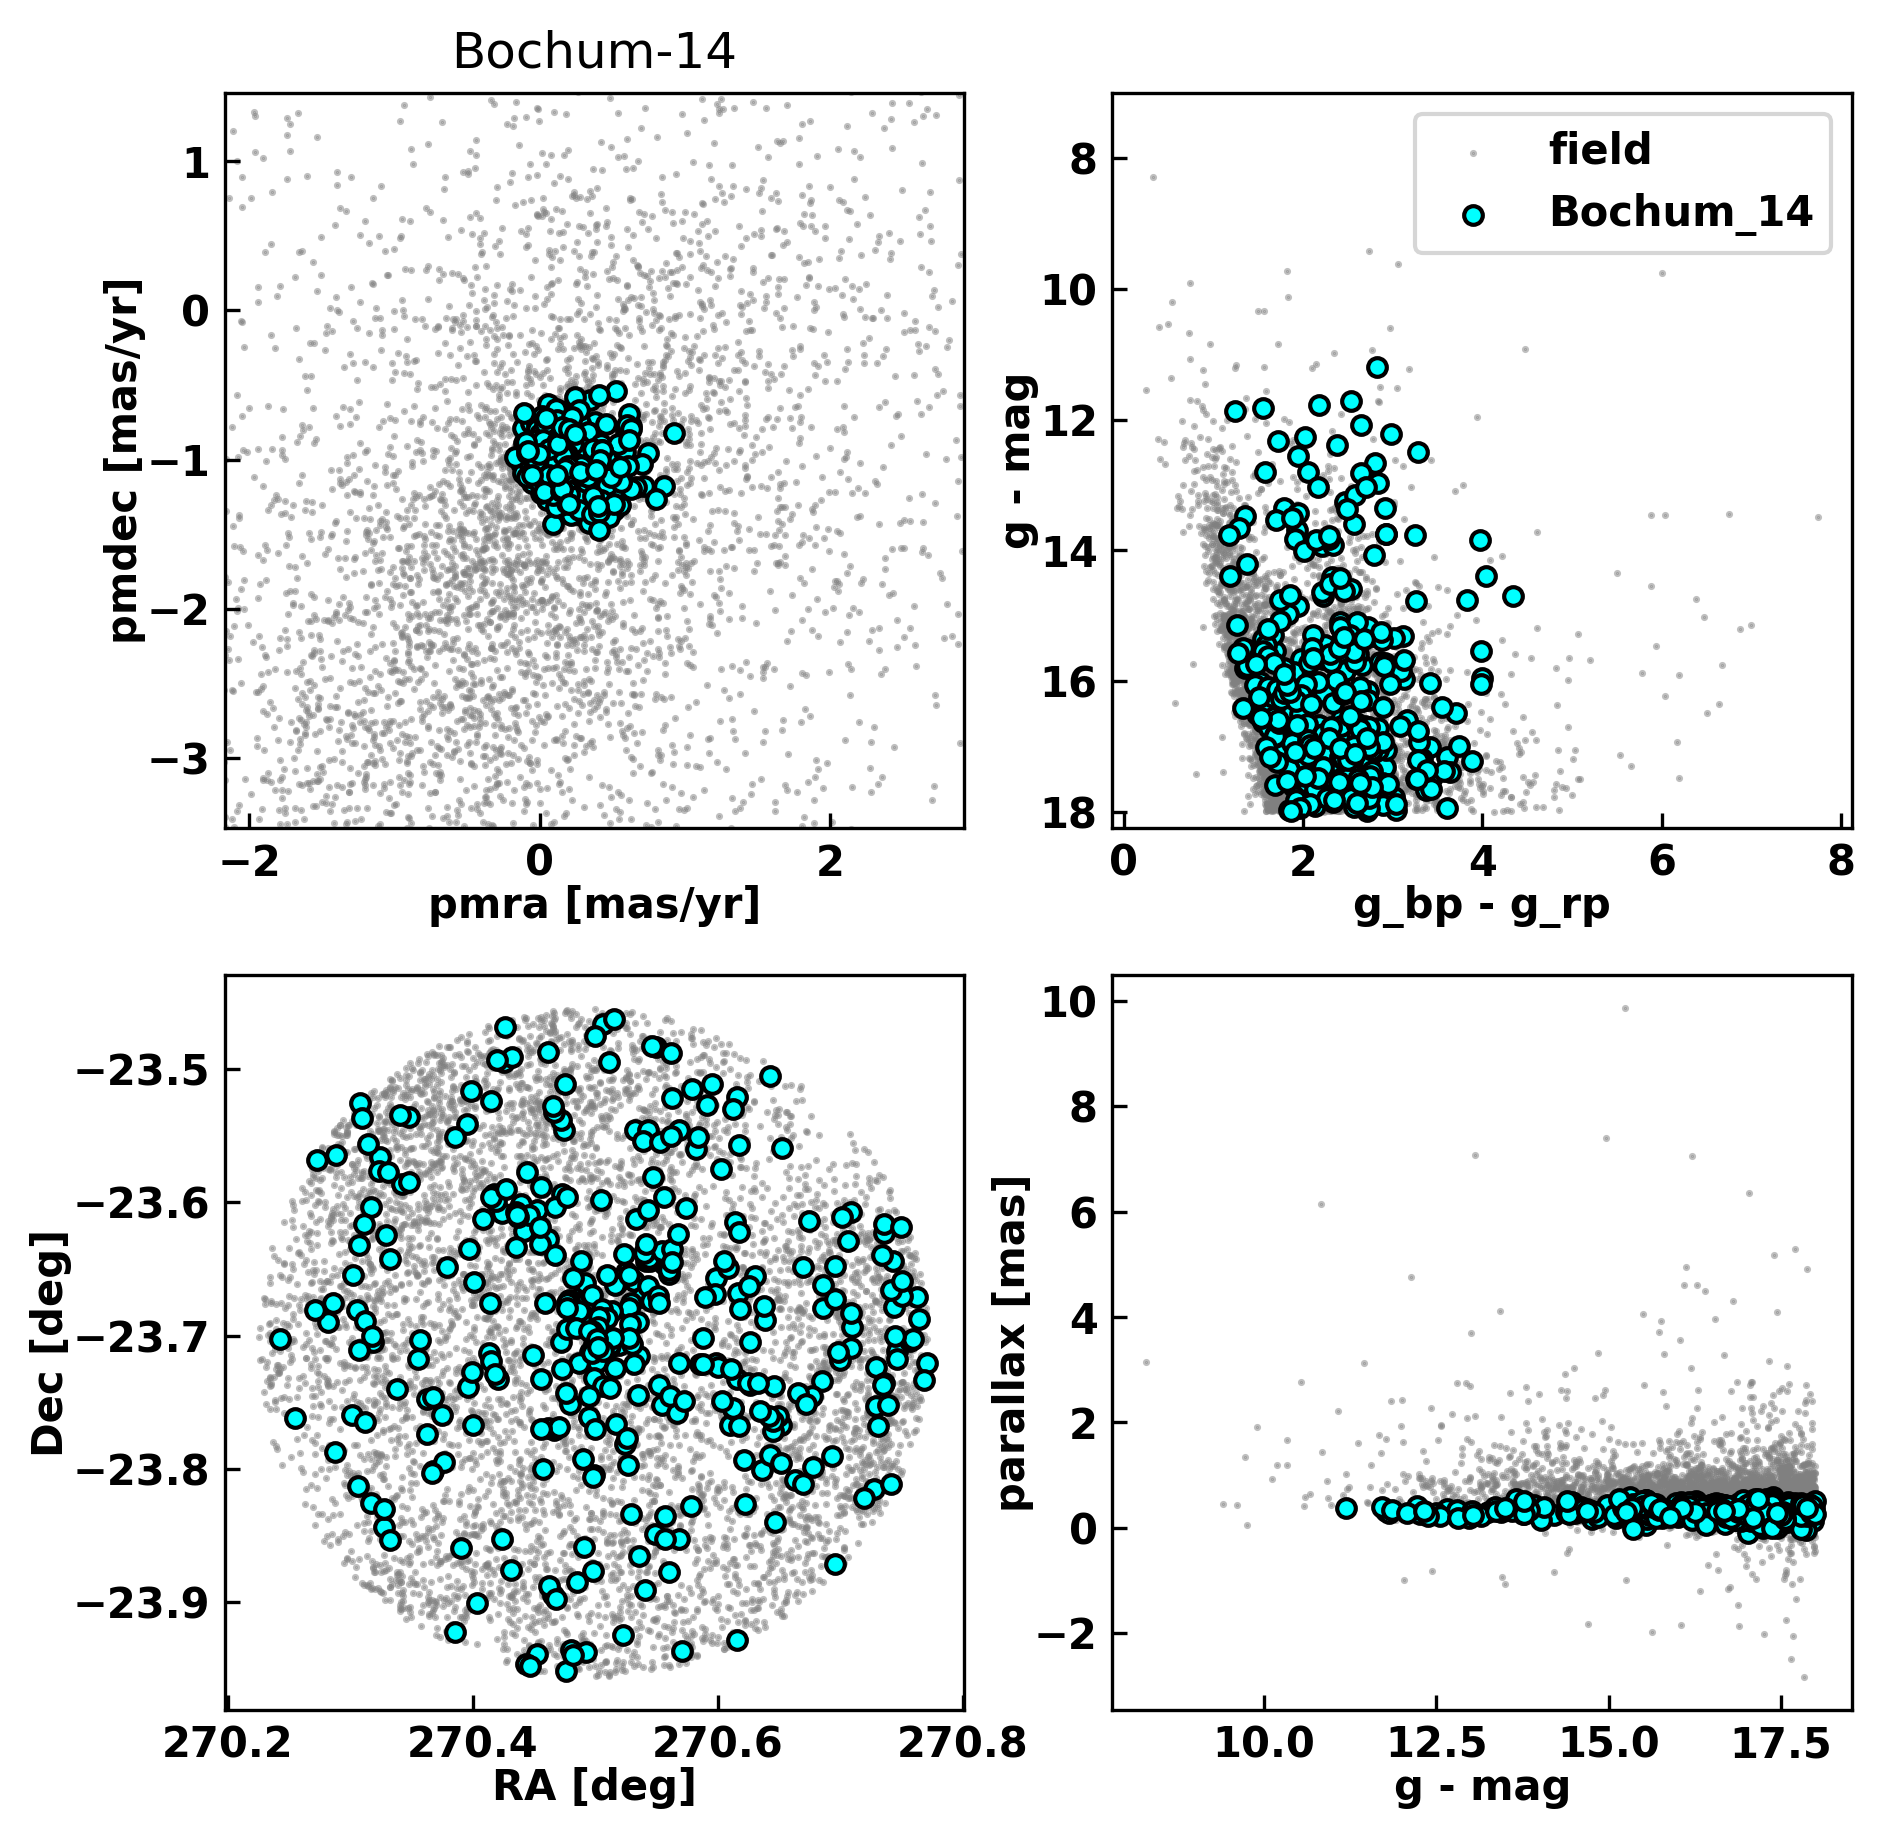 Bochum-14
1
0
−1
−2
−3
pmdec [mas/yr]
−2 0 2
pmra [mas/yr]
field
Bochum_14
8
10
12
14
16
18
g - mag
0 2 4 6 8
g_bp - g_rp
−23.5
−23.6
−23.7
−23.8
−23.9
Dec [deg]
270.2 270.4 270.6 270.8
RA [deg]
10
8
6
4
2
0
−2
parallax [mas]
10.0 12.5 15.0 17.5
g - mag